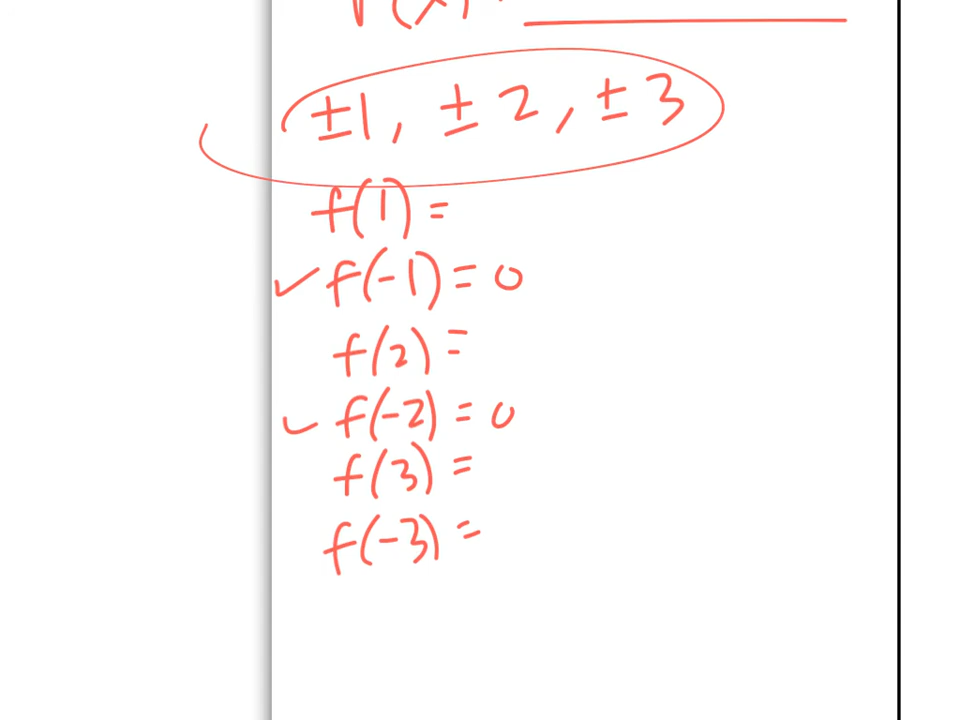 ±1, ±2, ±3
f(1) =
✓ f(-1) = 0
f(2) =
✓ f(-2) = 0
f(3) =
f(-3) =